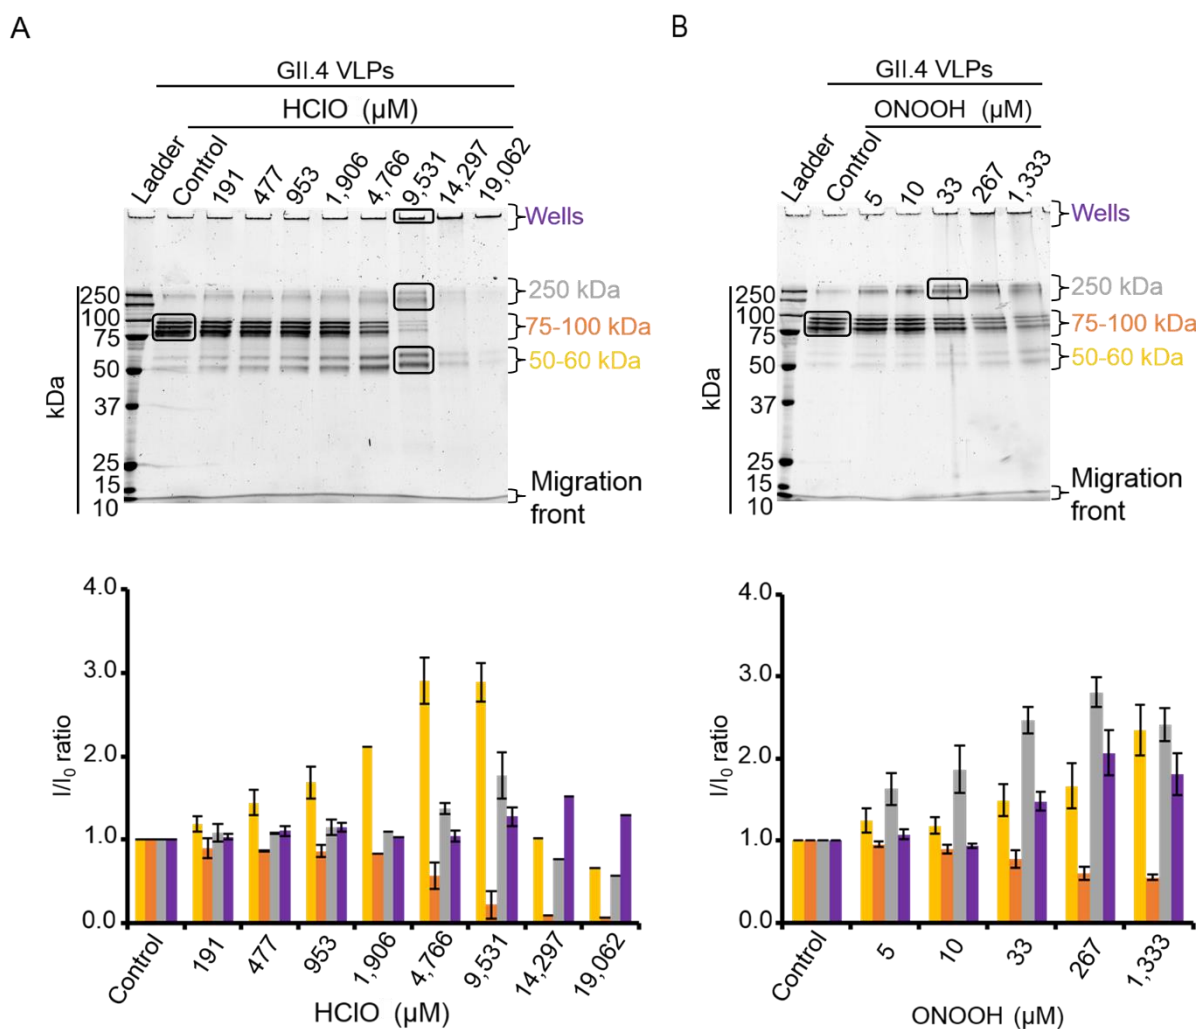 A
GII.4 VLPs
HClO (µM)
Ladder
Control
191
477
953
1,906
4,766
9,531
14,297
19,062
Wells
250 kDa
75-100 kDa
50-60 kDa
Migration
front
kDa
250
100
75
50
37
25
15
10
4.0
3.0
2.0
1.0
0.0
I/I0 ratio
Control
191
477
953
1,906
4,766
9,531
14,297
19,062
HClO (µM)
B
GII.4 VLPs
ONOOH (µM)
Ladder
Control
5
10
33
267
1,333
Wells
250 kDa
75-100 kDa
50-60 kDa
Migration
front
kDa
250
100
75
50
37
25
15
10
4.0
3.0
2.0
1.0
0.0
I/I0 ratio
Control
5
10
33
267
1,333
ONOOH (µM)